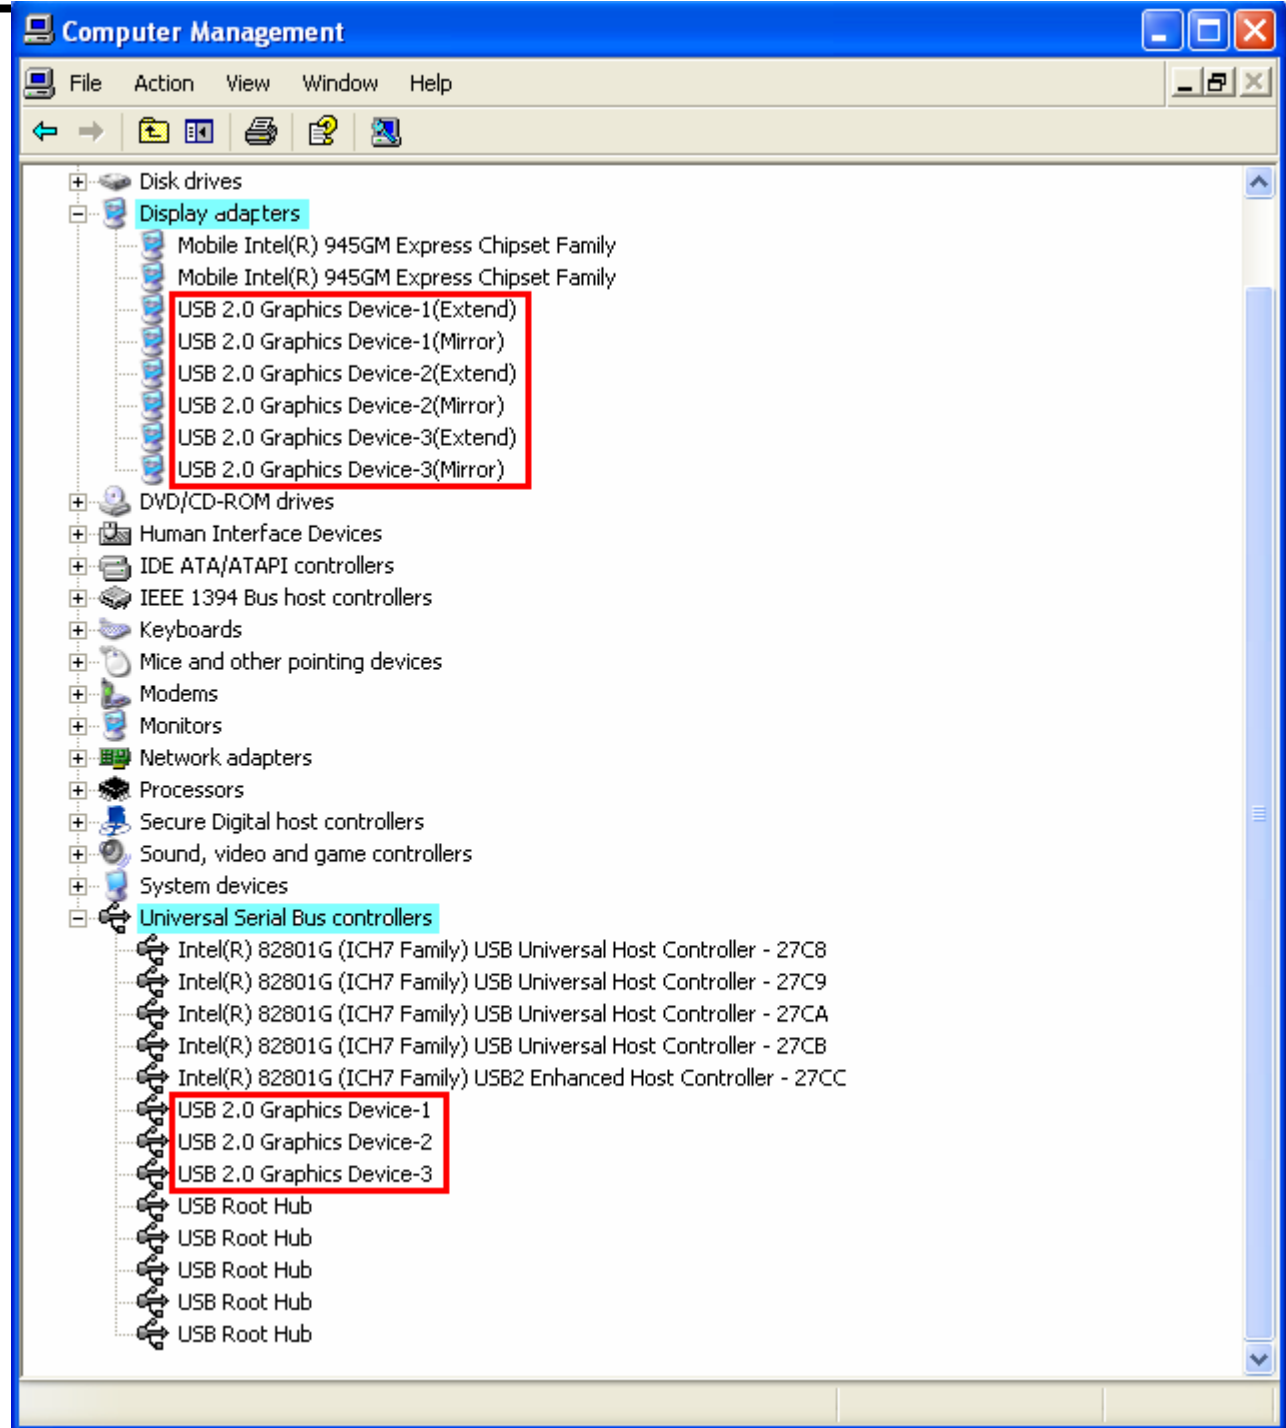 Computer Management
File Action View Window Help
Disk drives
Display adapters
Mobile Intel(R) 945GM Express Chipset Family
Mobile Intel(R) 945GM Express Chipset Family
USB 2.0 Graphics Device-1(Extend)
USB 2.0 Graphics Device-1(Mirror)
USB 2.0 Graphics Device-2(Extend)
USB 2.0 Graphics Device-2(Mirror)
USB 2.0 Graphics Device-3(Extend)
USB 2.0 Graphics Device-3(Mirror)
DVD/CD-ROM drives
Human Interface Devices
IDE ATA/ATAPI controllers
IEEE 1394 Bus host controllers
Keyboards
Mice and other pointing devices
Modems
Monitors
Network adapters
Processors
Secure Digital host controllers
Sound, video and game controllers
System devices
Universal Serial Bus controllers
Intel(R) 82801G (ICH7 Family) USB Universal Host Controller - 27C8
Intel(R) 82801G (ICH7 Family) USB Universal Host Controller - 27C9
Intel(R) 82801G (ICH7 Family) USB Universal Host Controller - 27CA
Intel(R) 82801G (ICH7 Family) USB Universal Host Controller - 27CB
Intel(R) 82801G (ICH7 Family) USB2 Enhanced Host Controller - 27CC
USB 2.0 Graphics Device-1
USB 2.0 Graphics Device-2
USB 2.0 Graphics Device-3
USB Root Hub
USB Root Hub
USB Root Hub
USB Root Hub
USB Root Hub